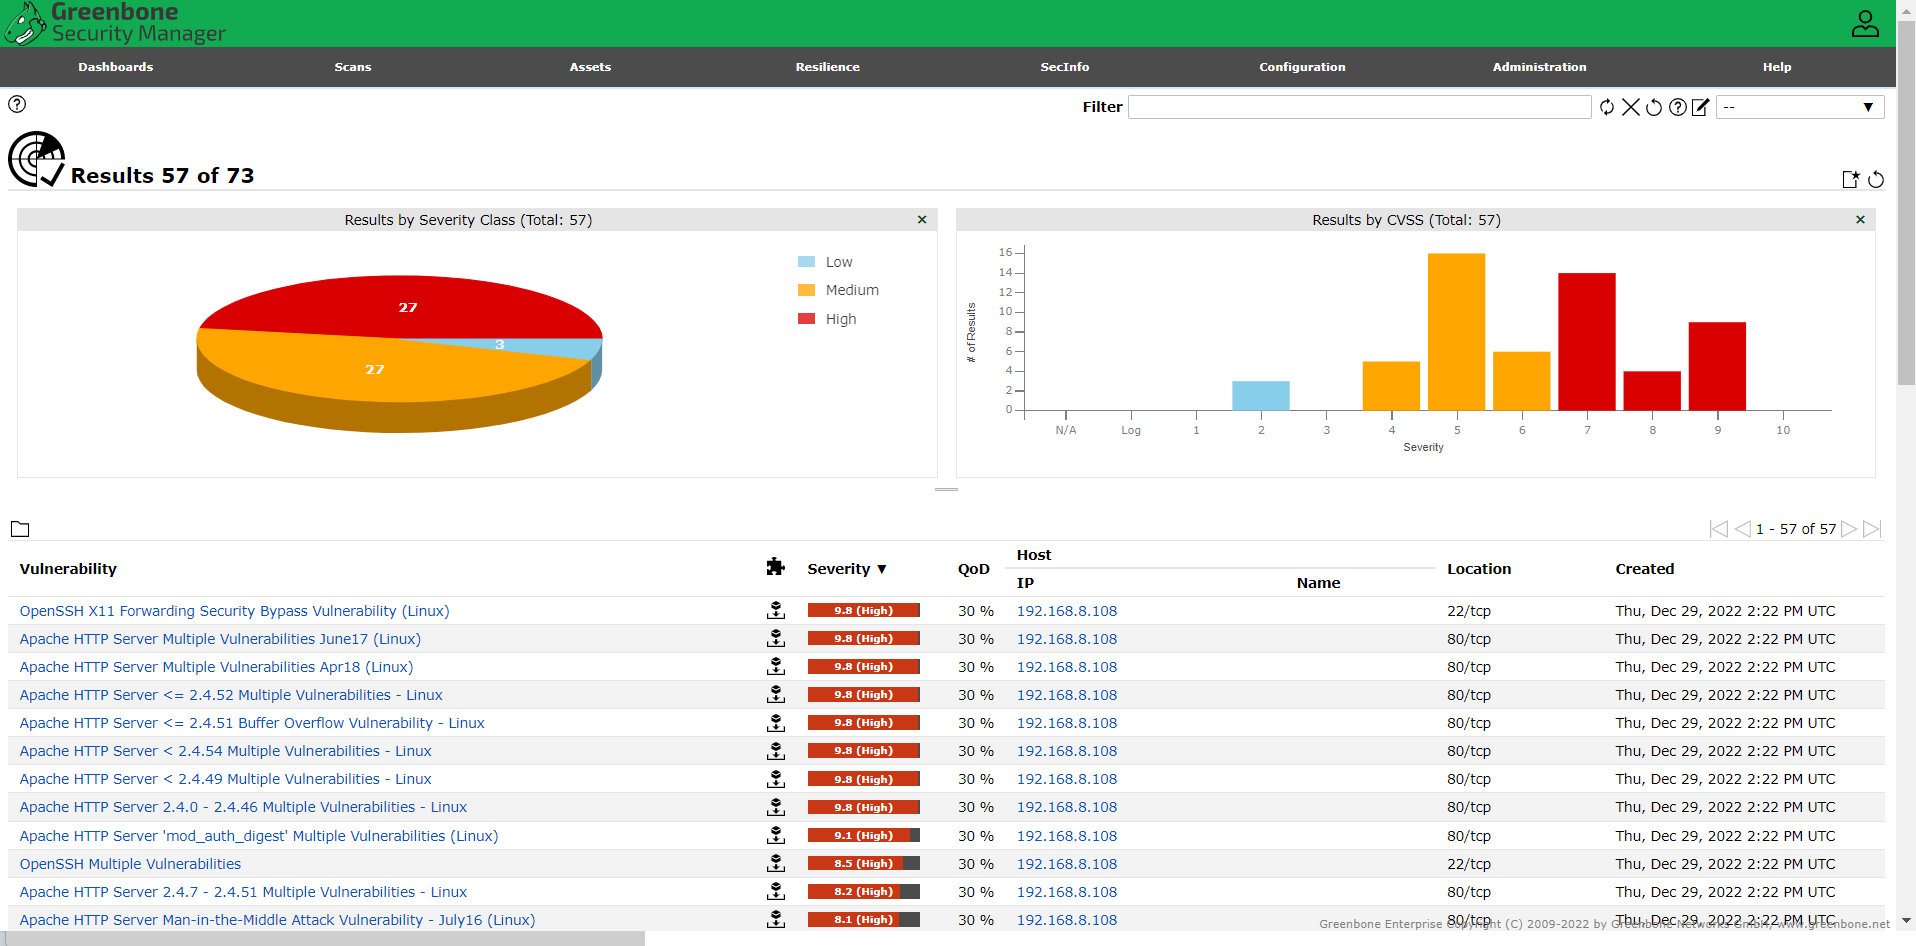 Greenbone
Security Manager
Dashboards Scans Assets Resilience SecInfo Configuration Administration Help
Filter --
Results 57 of 73
Results by Severity Class (Total: 57)
27
3
27
Low
Medium
High
Results by CVSS (Total: 57)
# of Results
16
14
12
10
8
6
4
2
0
N/A Log 1 2 3 4 5 6 7 8 9 10
Severity
1 - 57 of 57
Vulnerability Severity ▼ QoD Host Location Created
IP Name
OpenSSH X11 Forwarding Security Bypass Vulnerability (Linux) 9.8 (High) 30 % 192.168.8.108 22/tcp Thu, Dec 29, 2022 2:22 PM UTC
Apache HTTP Server Multiple Vulnerabilities June17 (Linux) 9.8 (High) 30 % 192.168.8.108 80/tcp Thu, Dec 29, 2022 2:22 PM UTC
Apache HTTP Server Multiple Vulnerabilities Apr18 (Linux) 9.8 (High) 30 % 192.168.8.108 80/tcp Thu, Dec 29, 2022 2:22 PM UTC
Apache HTTP Server <= 2.4.52 Multiple Vulnerabilities - Linux 9.8 (High) 30 % 192.168.8.108 80/tcp Thu, Dec 29, 2022 2:22 PM UTC
Apache HTTP Server <= 2.4.51 Buffer Overflow Vulnerability - Linux 9.8 (High) 30 % 192.168.8.108 80/tcp Thu, Dec 29, 2022 2:22 PM UTC
Apache HTTP Server < 2.4.54 Multiple Vulnerabilities - Linux 9.8 (High) 30 % 192.168.8.108 80/tcp Thu, Dec 29, 2022 2:22 PM UTC
Apache HTTP Server < 2.4.49 Multiple Vulnerabilities - Linux 9.8 (High) 30 % 192.168.8.108 80/tcp Thu, Dec 29, 2022 2:22 PM UTC
Apache HTTP Server 2.4.0 - 2.4.46 Multiple Vulnerabilities - Linux 9.8 (High) 30 % 192.168.8.108 80/tcp Thu, Dec 29, 2022 2:22 PM UTC
Apache HTTP Server 'mod_auth_digest' Multiple Vulnerabilities (Linux) 9.1 (High) 30 % 192.168.8.108 80/tcp Thu, Dec 29, 2022 2:22 PM UTC
OpenSSH Multiple Vulnerabilities 8.5 (High) 30 % 192.168.8.108 22/tcp Thu, Dec 29, 2022 2:22 PM UTC
Apache HTTP Server 2.4.7 - 2.4.51 Multiple Vulnerabilities - Linux 8.2 (High) 30 % 192.168.8.108 80/tcp Thu, Dec 29, 2022 2:22 PM UTC
Apache HTTP Server Man-in-the-Middle Attack Vulnerability - July16 (Linux) 8.1 (High) 30 % 192.168.8.108 80/tcp Thu, Dec 29, 2022 2:22 PM UTC
Greenbone Enterprise Copyright (C) 2009-2022 by Greenbone Networks GmbH, www.greenbone.net